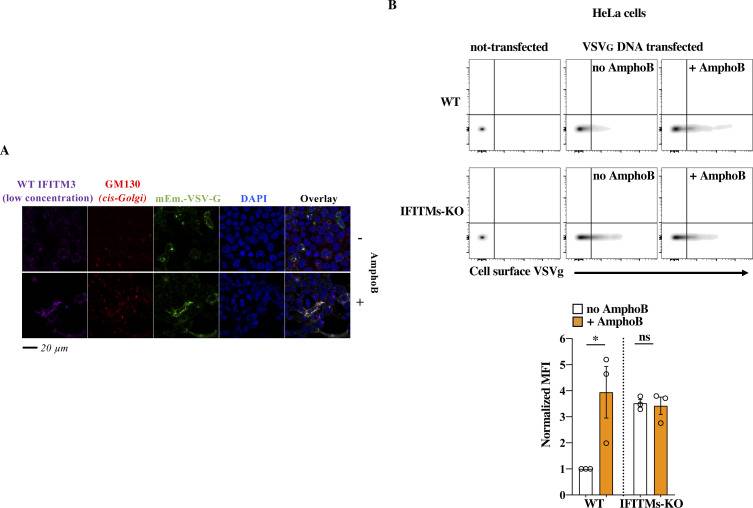 A
WT IFITM3
(low concentration)
GM130
(cis-Golgi)
mEm.-VSV-G
DAPI
Overlay
-
+
AmphoB
20 µm
B
HeLa cells
not-transfected
VSVG DNA transfected
WT
no AmphoB
+ AmphoB
IFITMs-KO
no AmphoB
+ AmphoB
Cell surface VSVg
no AmphoB
+ AmphoB
Normalized MFI
6
5
4
3
2
1
0
*
ns
WT
IFITMs-KO